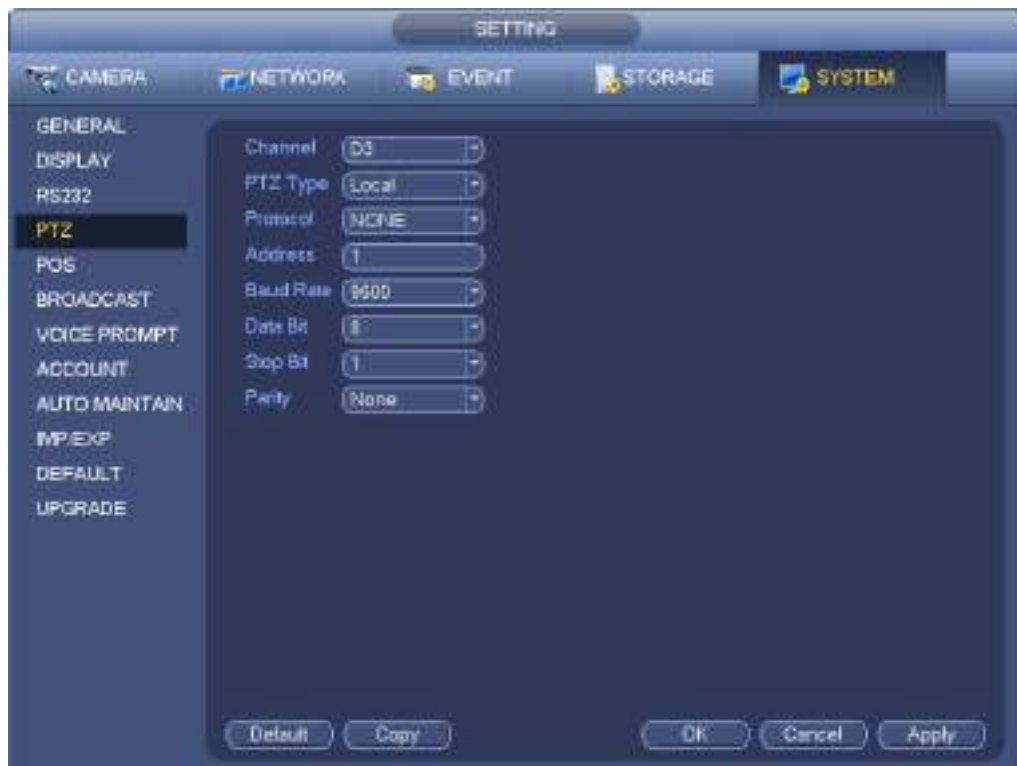 SETTING
CAMERA NETWORK EVENT STORAGE SYSTEM
GENERAL
DISPLAY
RS232
PTZ
POS
BROADCAST
VOICE PROMPT
ACCOUNT
AUTO MAINTAIN
IMP/EXP
DEFAULT
UPGRADE
Channel D3
PTZ Type Local
Protocol NONE
Address 1
Baud Rate 9600
Data Bit 8
Stop Bit 1
Parity None
Default Copy OK Cancel Apply